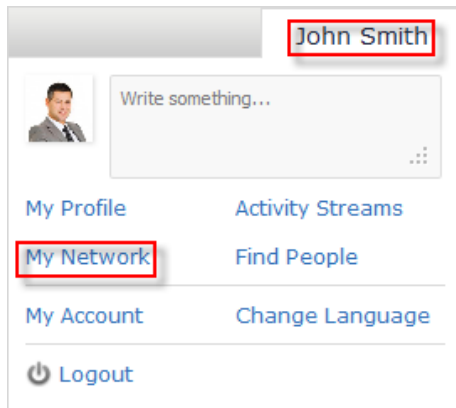 John Smith
Write something...
My Profile Activity Streams
My Network Find People
My Account Change Language
Logout